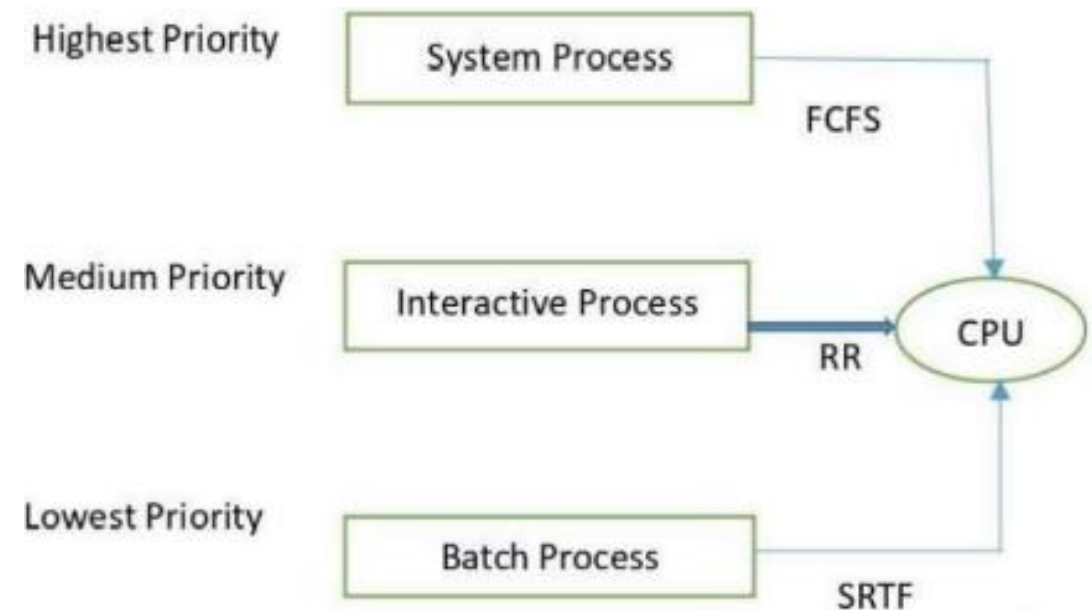 Highest Priority
System Process
FCFS
Medium Priority
Interactive Process
RR
CPU
Lowest Priority
Batch Process
SRTF